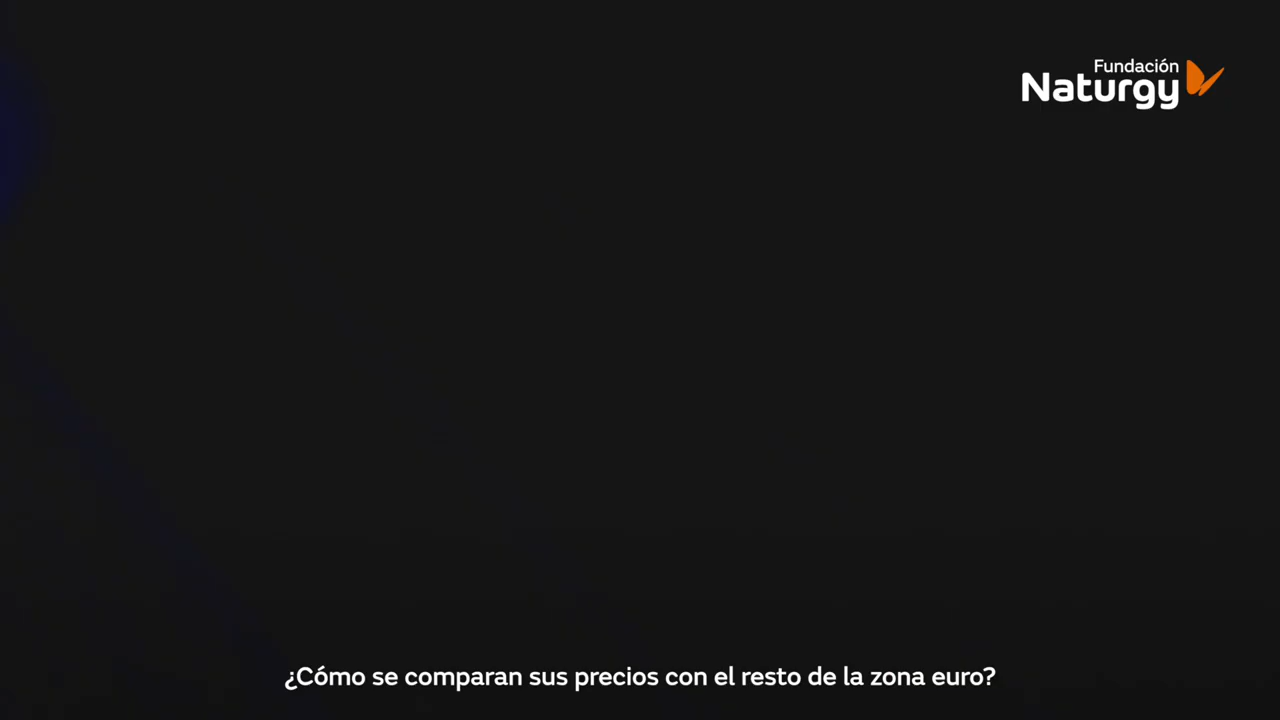 Fundación
Naturgy
¿Cómo se comparan sus precios con el resto de la zona euro?